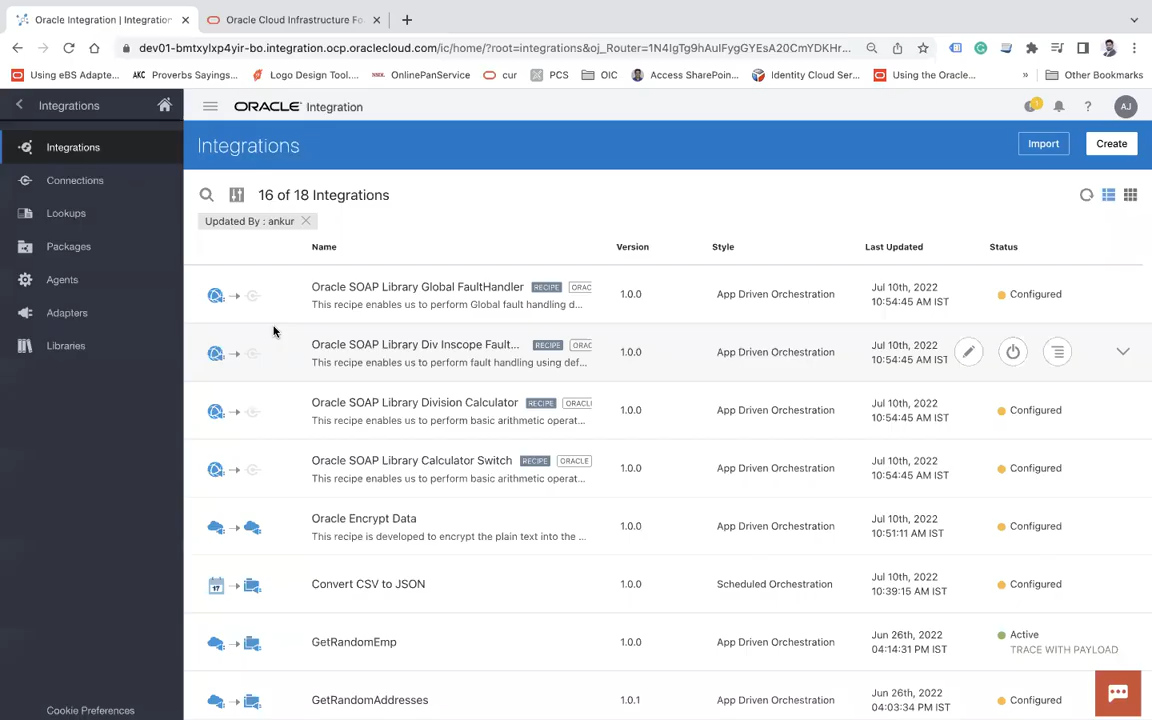 Oracle Integration | Integration
Oracle Cloud Infrastructure Fo
dev01-bmtxylxp4yir-bo.integration.ocp.oraclecloud.com/ic/home/?root=integrations&oj_Router=1N4IgTg9hAuIFygGYEsA20CmYDKHr...
Using eBS Adapte...
AKC Proverbs Sayings...
Logo Design Tool....
OnlinePanService
cur
PCS
OIC
Access SharePoin...
Identity Cloud Ser...
Using the Oracle...
»
Other Bookmarks
Integrations
ORACLE Integration
AJ
Integrations
Connections
Lookups
Packages
Agents
Adapters
Libraries
Cookie Preferences
Integrations
Import
Create
16 of 18 Integrations
Updated By : ankur
Name Version Style Last Updated Status
Oracle SOAP Library Global FaultHandler RECIPE ORAC
This recipe enables us to perform Global fault handling d...
1.0.0
App Driven Orchestration
Jul 10th, 2022
10:54:45 AM IST
Configured
Oracle SOAP Library Div Inscope Fault... RECIPE ORAC
This recipe enables us to perform fault handling using def...
1.0.0
App Driven Orchestration
Jul 10th, 2022
10:54:45 AM IST
Oracle SOAP Library Division Calculator RECIPE ORACL
This recipe enables us to perform basic arithmetic operat...
1.0.0
App Driven Orchestration
Jul 10th, 2022
10:54:45 AM IST
Configured
Oracle SOAP Library Calculator Switch RECIPE ORACLE
This recipe enables us to perform basic arithmetic operat...
1.0.0
App Driven Orchestration
Jul 10th, 2022
10:54:45 AM IST
Configured
Oracle Encrypt Data
This recipe is developed to encrypt the plain text into the ...
1.0.0
App Driven Orchestration
Jul 10th, 2022
10:51:11 AM IST
Configured
17
Convert CSV to JSON
1.0.0
Scheduled Orchestration
Jul 10th, 2022
10:39:15 AM IST
Configured
GetRandomEmp
1.0.0
App Driven Orchestration
Jun 26th, 2022
04:14:31 PM IST
Active
TRACE WITH PAYLOAD
GetRandomAddresses
1.0.1
App Driven Orchestration
Jun 26th, 2022
04:03:34 PM IST
Configured